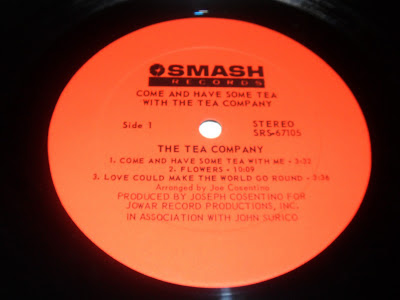 SMASH
RECORDS
COME AND HAVE SOME TEA
WITH THE TEA COMPANY
Side 1
STEREO
SRS-67105
THE TEA COMPANY
1. COME AND HAVE SOME TEA WITH ME • 3:32
2. FLOWERS • 10:09
3. LOVE COULD MAKE THE WORLD GO ROUND • 3:36
Arranged by Joe Cosentino
PRODUCED BY JOSEPH COSENTINO FOR
JOWAR RECORD PRODUCTIONS, INC.
IN ASSOCIATION WITH JOHN SURICO